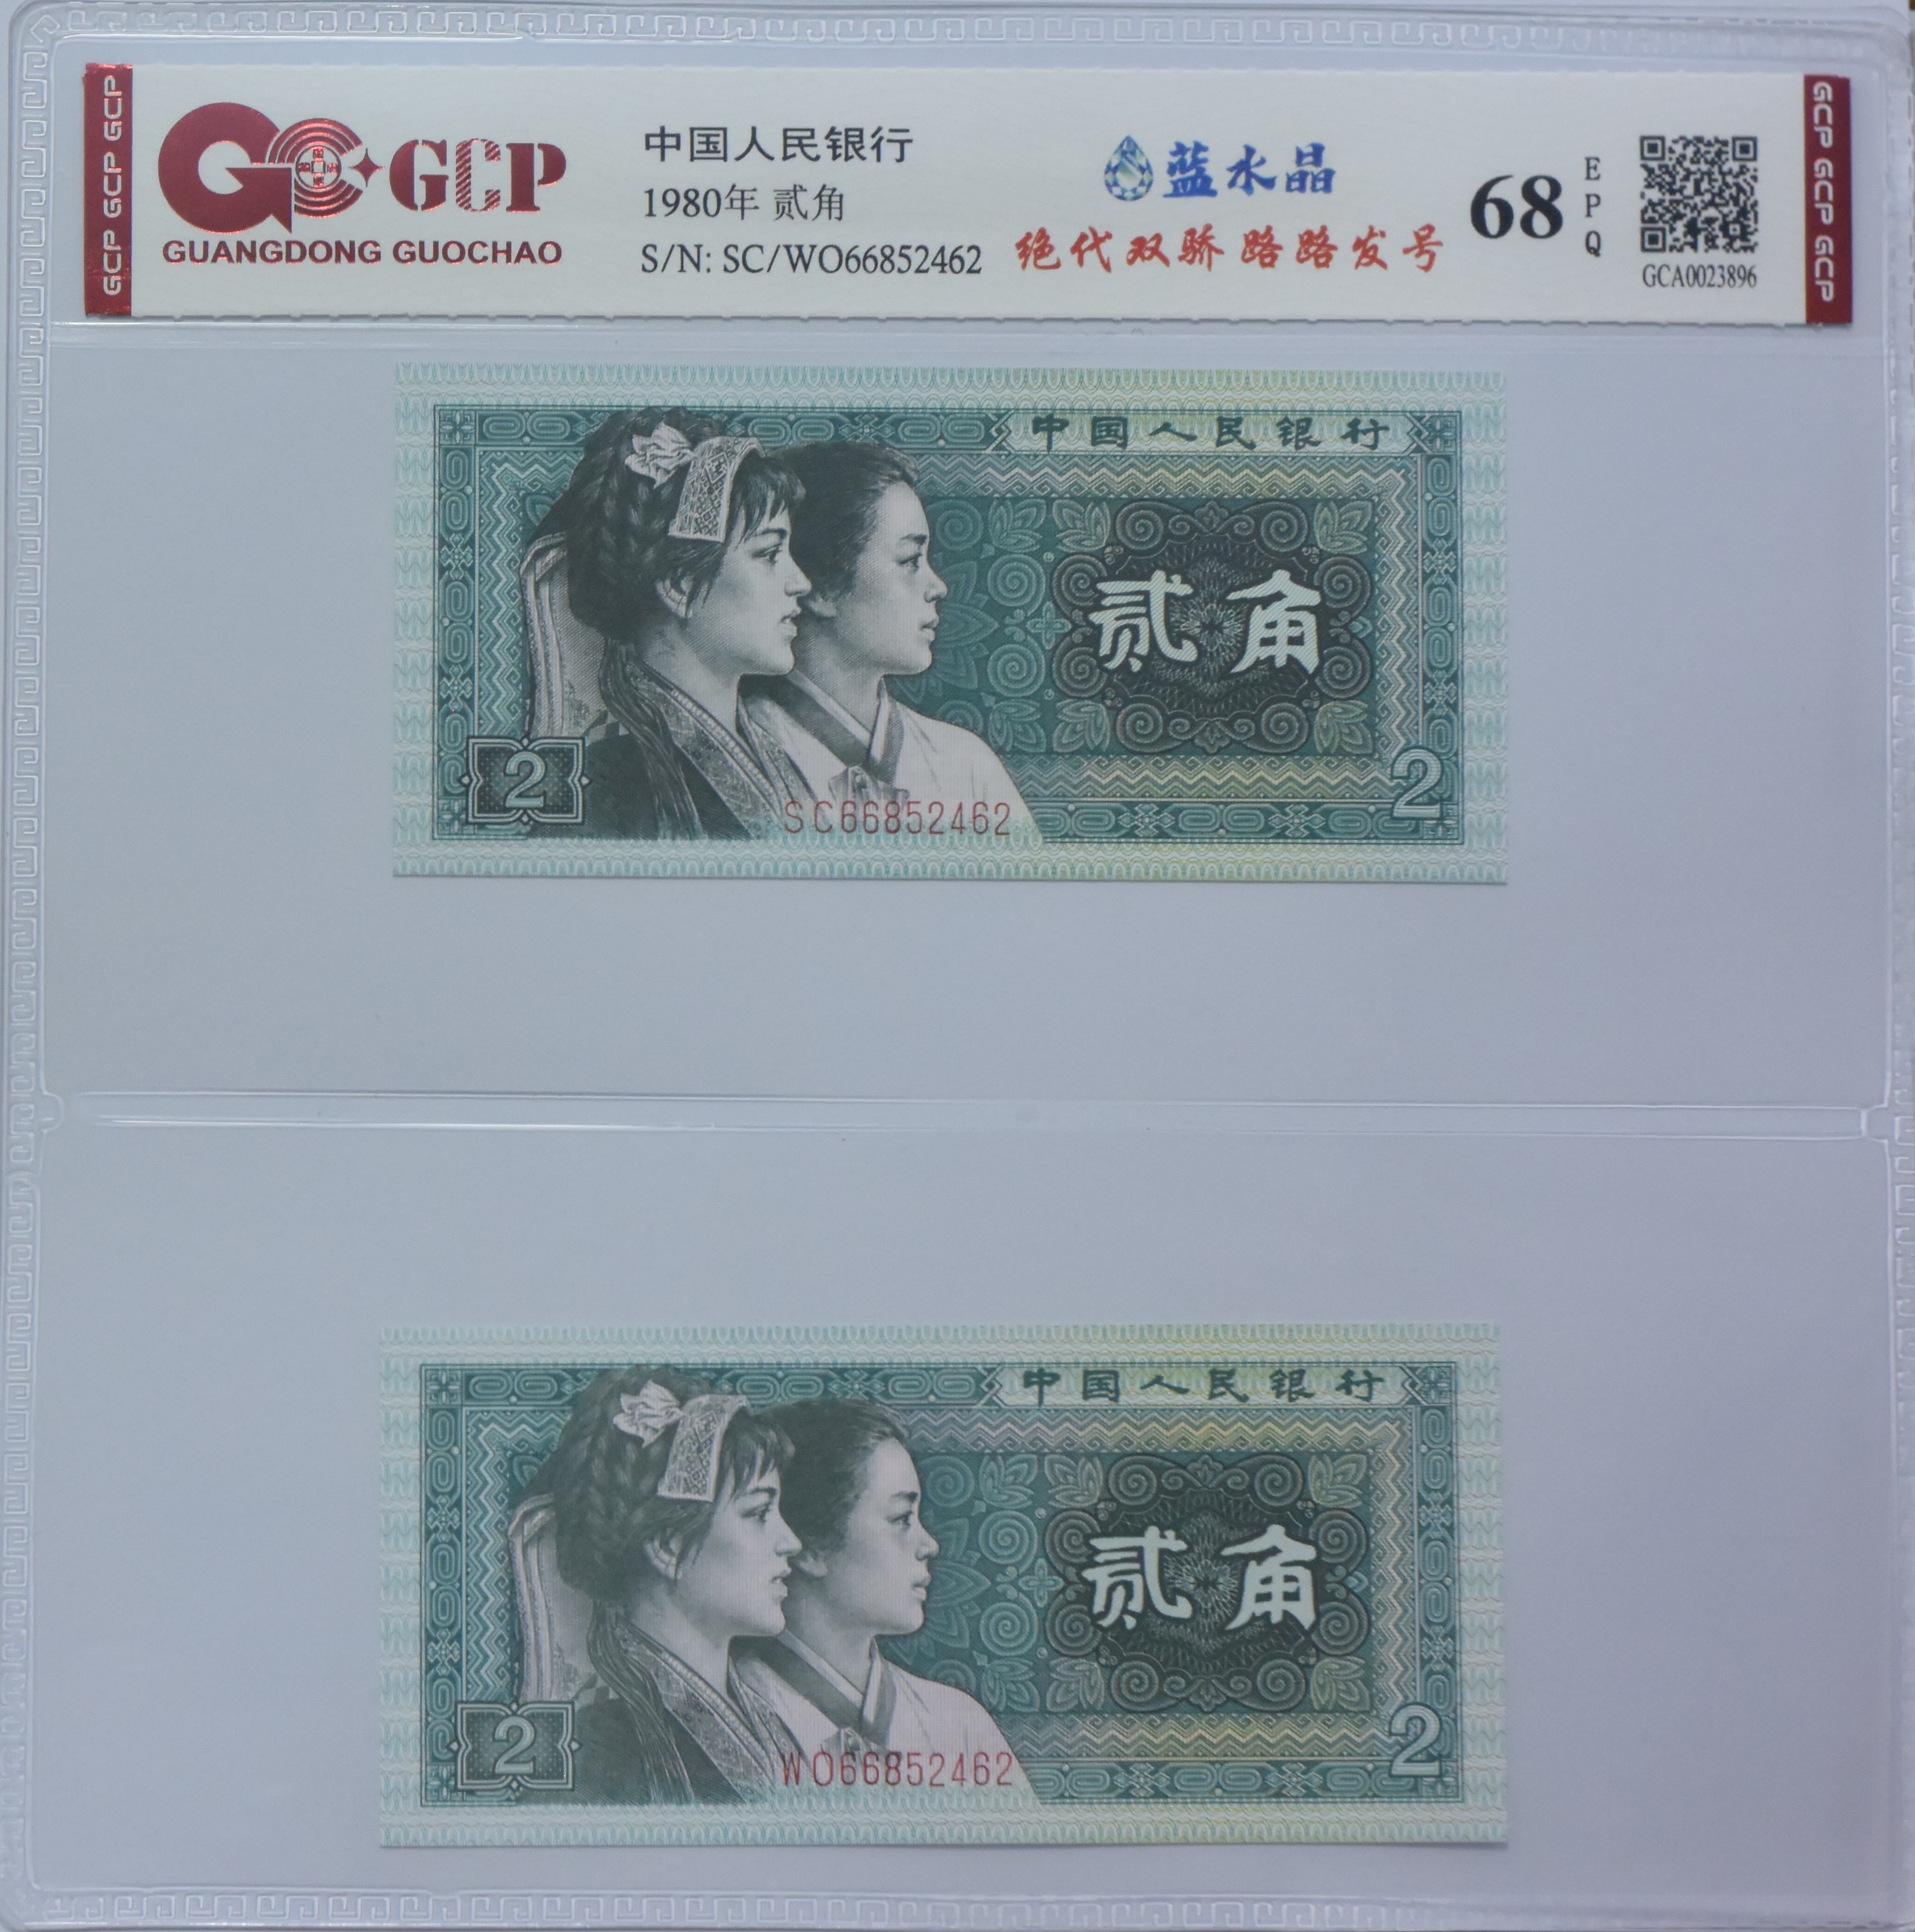 GCP GCP GCP
GCP
GUANGDONG GUOCHAO
中国人民银行
1980年 贰角
S/N: SC/WO66852462
蓝水晶
绝代双骄 路路发号
68
EPQ
GCA0023896
GCP GCP GCP
中国人民银行
贰角
2
SC66852462
2
中国人民银行
贰角
2
WO66852462
2